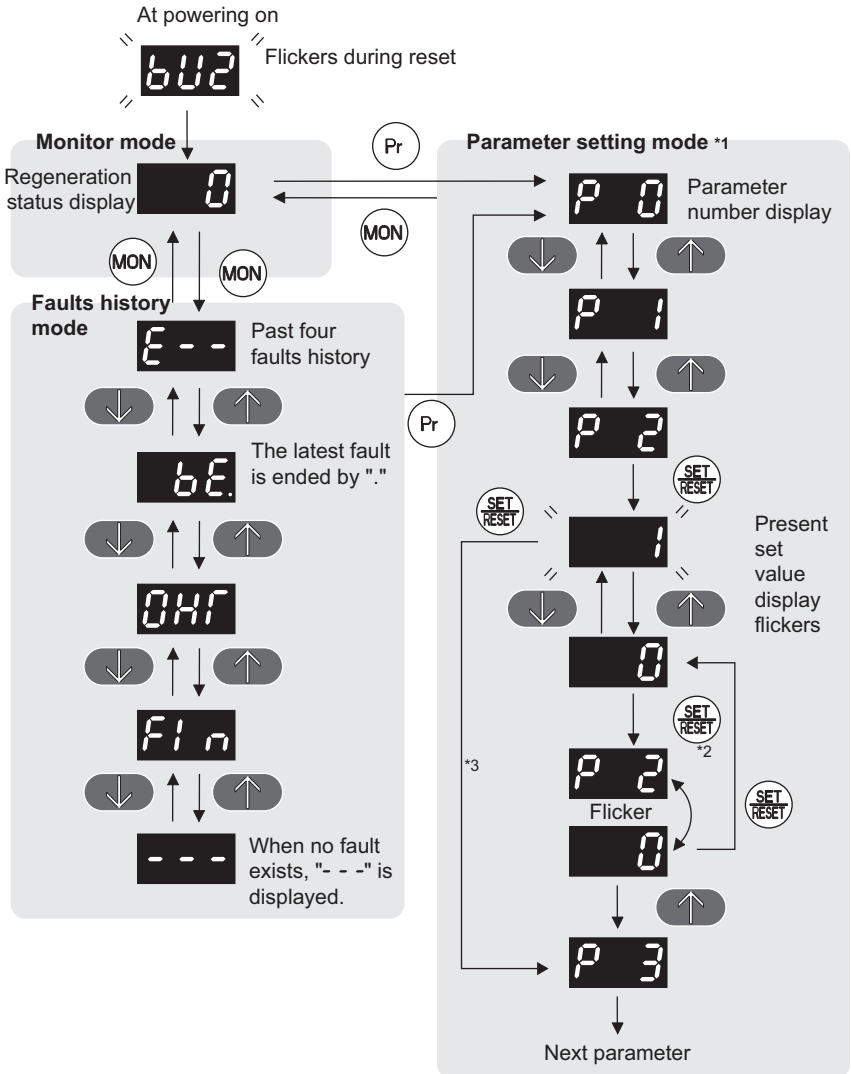 At powering on
bU2
Flickers during reset
Monitor mode
Regeneration
status display
0
Pr
MON
MON
MON
Faults history
mode
E--
Past four
faults history
bE.
The latest fault
is ended by "."
OHT
FIn
---
When no fault
exists, "- - -" is
displayed.
Pr
Parameter setting mode *1
P 0
Parameter
number display
P 1
P 2
SET
RESET
SET
RESET
1
Present
set
value
display
flickers
0
SET
RESET
*2
*3
P 2
Flicker
0
SET
RESET
P 3
Next parameter